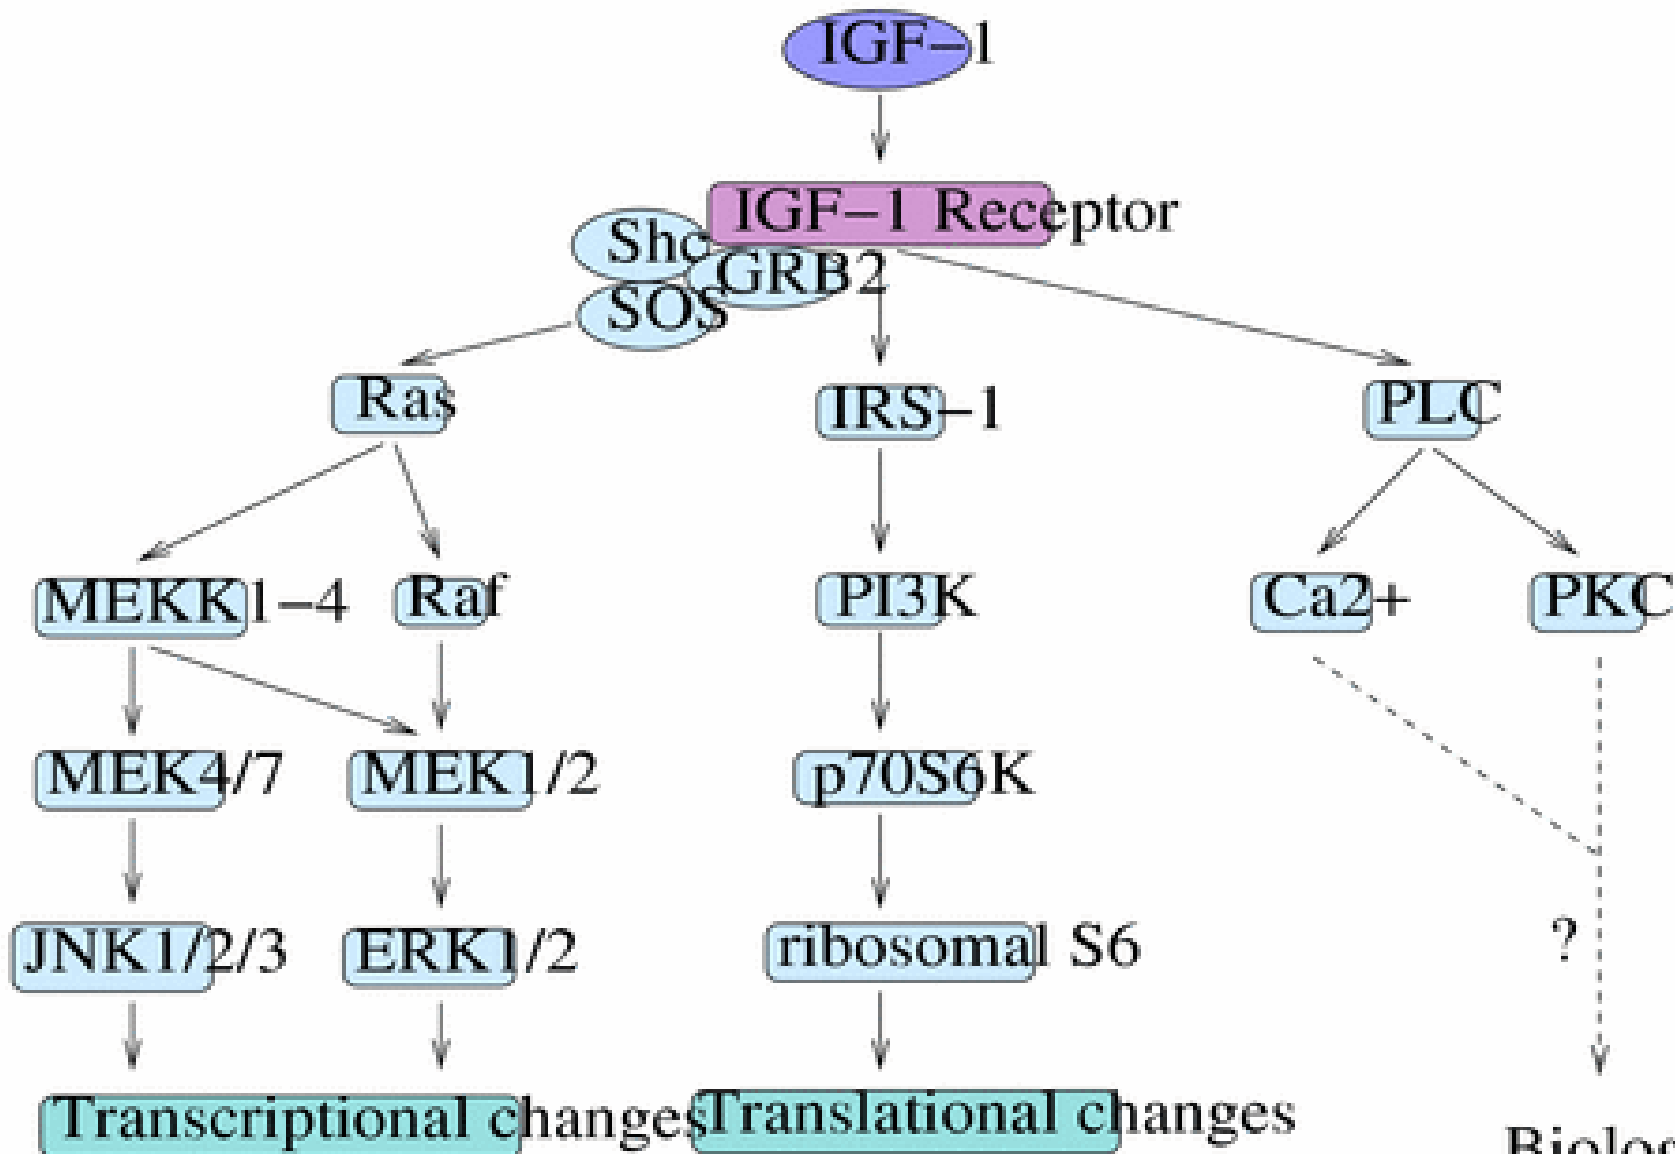 IGF–1
IGF–1 Receptor
Shc
GRB2
SOS
Ras
IRS–1
PLC
MEKK1–4
Raf
PI3K
Ca2+
PKC
MEK4/7
MEK1/2
p70S6K
JNK1/2/3
ERK1/2
ribosomal S6
?
Transcriptional changes
Translational changes